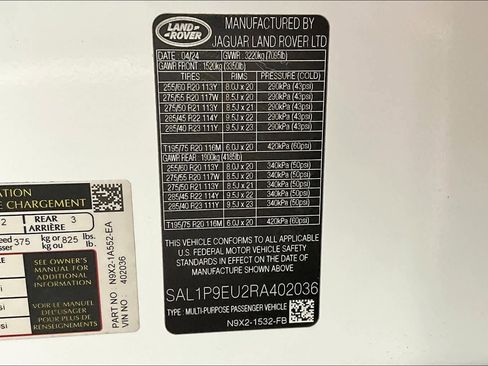 LAND ROVER
MANUFACTURED BY
JAGUAR LAND ROVER LTD
DATE : 04/24 GVWR : 3220kg (7085lb)
GAWR FRONT : 1520kg (3350lb)
TIRES RIMS PRESSURE (COLD)
255/60 R20 113Y 8.0J x 20 290kPa (43psi)
275/55 R20 117W 8.0J x 20 290kPa (43psi)
275/50 R21 113Y 8.5J x 21 290kPa (43psi)
285/45 R22 114Y 9.5J x 22 290kPa (43psi)
285/40 R23 111Y 9.5J x 23 290kPa (43psi)
T195/75 R20 116M 6.0J x 20 420kPa (60psi)
GAWR REAR : 1900kg (4185lb)
255/60 R20 113Y 8.0J x 20 340kPa (50psi)
275/55 R20 117W 8.0J x 20 340kPa (50psi)
275/50 R21 113Y 8.5J x 21 340kPa (50psi)
285/45 R22 114Y 9.5J x 22 340kPa (50psi)
285/40 R23 111Y 9.5J x 23 340kPa (50psi)
T195/75 R20 116M 6.0J x 20 420kPa (60psi)
THIS VEHICLE CONFORMS TO ALL APPLICABLE
U.S. FEDERAL MOTOR VEHICLE SAFETY
STANDARDS IN EFFECT ON THE DATE OF
MANUFACTURE SHOWN ABOVE.
SAL1P9EU2RA402036
TYPE : MULTI-PURPOSE PASSENGER VEHICLE
N9X2-1532-FB
ATION
E CHARGEMENT
2 REAR 3
ARRIÈRE
eed 375 kg or 825 lbs.
kg ou lb.
SEE OWNER'S
MANUAL FOR
ADDITIONAL
INFORMATION
VOIR LE MANUEL
DE L'USAGER
POUR PLUS DE
RENSEIGNEMENTS
PART NO. N9X2-1A552-EA
VIN NO. 402036